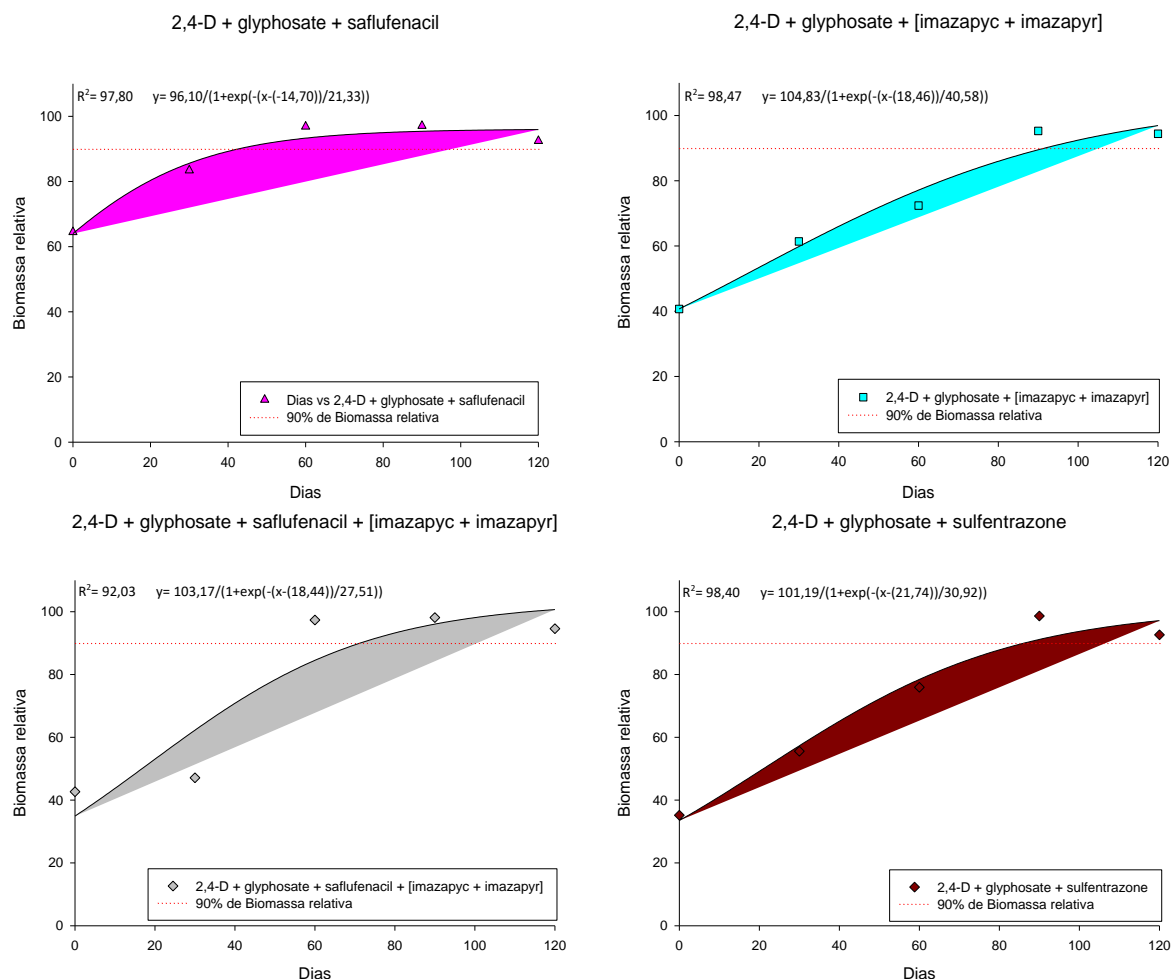 2,4-D + glyphosate + saflufenacil
R²= 97,80 y= 96,10/(1+exp(-(x-(-14,70))/21,33))
100
80
60
40
20
0
Biomassa relativa
Dias vs 2,4-D + glyphosate + saflufenacil
90% de Biomassa relativa
0 20 40 60 80 100 120
Dias
2,4-D + glyphosate + [imazapyc + imazapyr]
R²= 98,47 y= 104,83/(1+exp(-(x-(18,46))/40,58))
100
80
60
40
20
0
Biomassa relativa
2,4-D + glyphosate + [imazapyc + imazapyr]
90% de Biomassa relativa
0 20 40 60 80 100 120
Dias
2,4-D + glyphosate + saflufenacil + [imazapyc + imazapyr]
R²= 92,03 y= 103,17/(1+exp(-(x-(18,44))/27,51))
100
80
60
40
20
0
Biomassa relativa
2,4-D + glyphosate + saflufenacil + [imazapyc + imazapyr]
90% de Biomassa relativa
0 20 40 60 80 100 120
Dias
2,4-D + glyphosate + sulfentrazone
R²= 98,40 y= 101,19/(1+exp(-(x-(21,74))/30,92))
100
80
60
40
20
0
Biomassa relativa
2,4-D + glyphosate + sulfentrazone
90% de Biomassa relativa
0 20 40 60 80 100 120
Dias